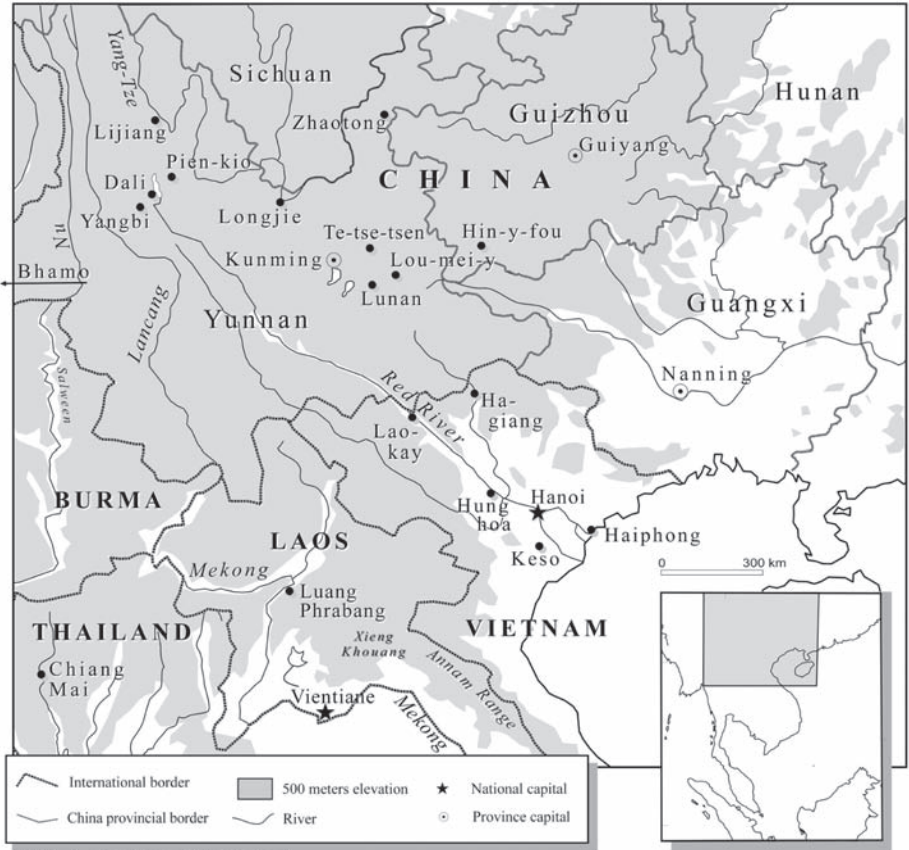 Yang-Tze
Sichuan
Hunan
Zhaotong
Guizhou
Lijiang
Guiyang
Pien-kio
CHINA
Dali
Yangbi
Longjie
Nu
Te-tse-tsen
Hin-y-fou
Kunming
Lou-mei-y
Bhamo
Lunan
Guangxi
Yunnan
Lancang
Salween
Nanning
Red River
Ha-
giang
Lao-
kay
BURMA
Hung
hoa
Hanoi
LAOS
Haiphong
Keso
Mekong
0 300 km
Luang
Phrabang
THAILAND
VIETNAM
Xieng
Khouang
Annam Range
Chiang
Mai
Vientiane
Mekong
International border
500 meters elevation
National capital
China provincial border
River
Province capital